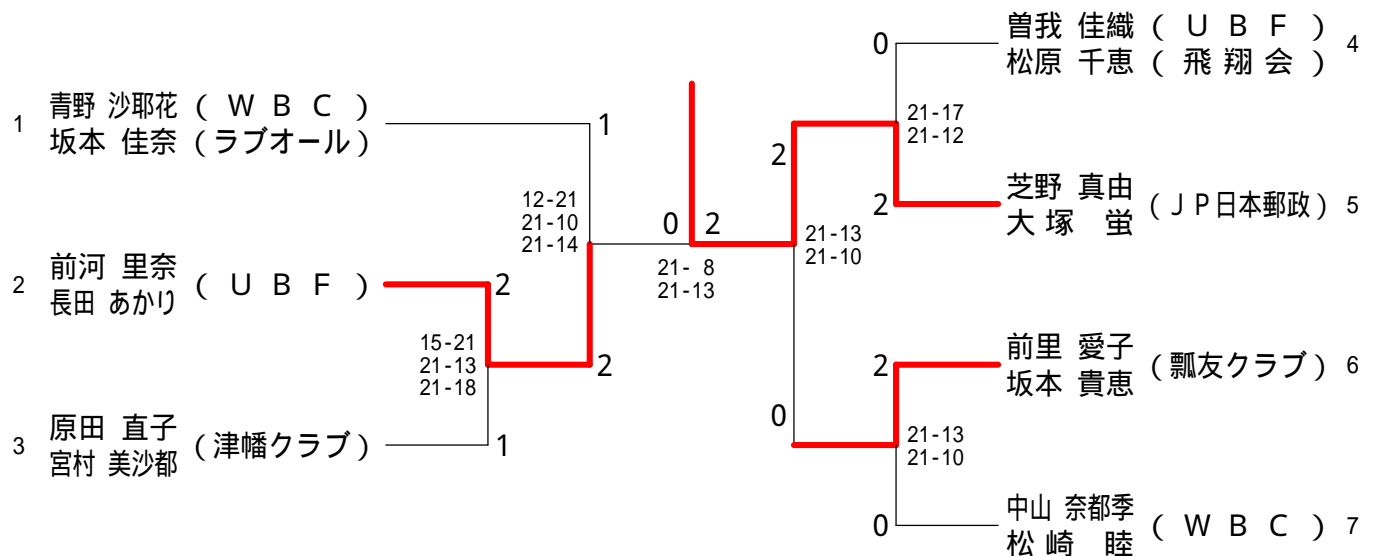 1
青野 沙耶花 ( Ｗ Ｂ Ｃ )
坂本 佳奈 (ラブオール)
1
12-21
21-10
21-14
2
前河 里奈
長田 あかり
( Ｕ Ｂ Ｆ )
2
15-21
21-13
21-18
2
3
原田 直子
宮村 美沙都
(津幡クラブ)
1
0 2
21- 8
21-13
曽我 佳織 ( Ｕ Ｂ Ｆ )
松原 千恵 ( 飛 翔 会 )
4
0
21-17
21-12
2
芝野 真由
大 塚 蛍
(ＪＰ日本郵政)
5
2
21-13
21-10
前里 愛子
坂本 貴恵
(瓢友クラブ)
6
2
0
21-13
21-10
中山 奈都季
松 崎 睦
( Ｗ Ｂ Ｃ )
7
0